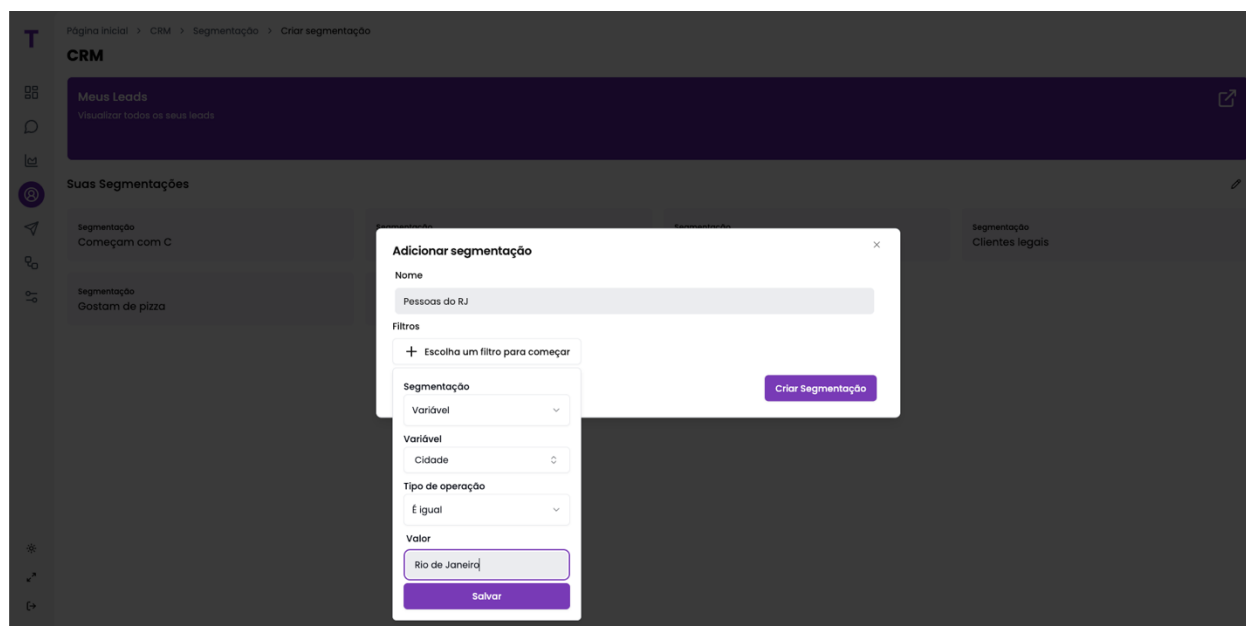 T
Página inicial > CRM > Segmentação > Criar segmentação
CRM
Meus Leads
Visualizar todos os seus leads
Suas Segmentações
Segmentação
Começam com C
Segmentação
Segmentação
Segmentação
Clientes legais
Segmentação
Gostam de pizza
Adicionar segmentação
Nome
Pessoas do RJ
Filtros
Escolha um filtro para começar
Segmentação
Variável
Variável
Cidade
Tipo de operação
É igual
Valor
Rio de Janeiro
Salvar
Criar Segmentação